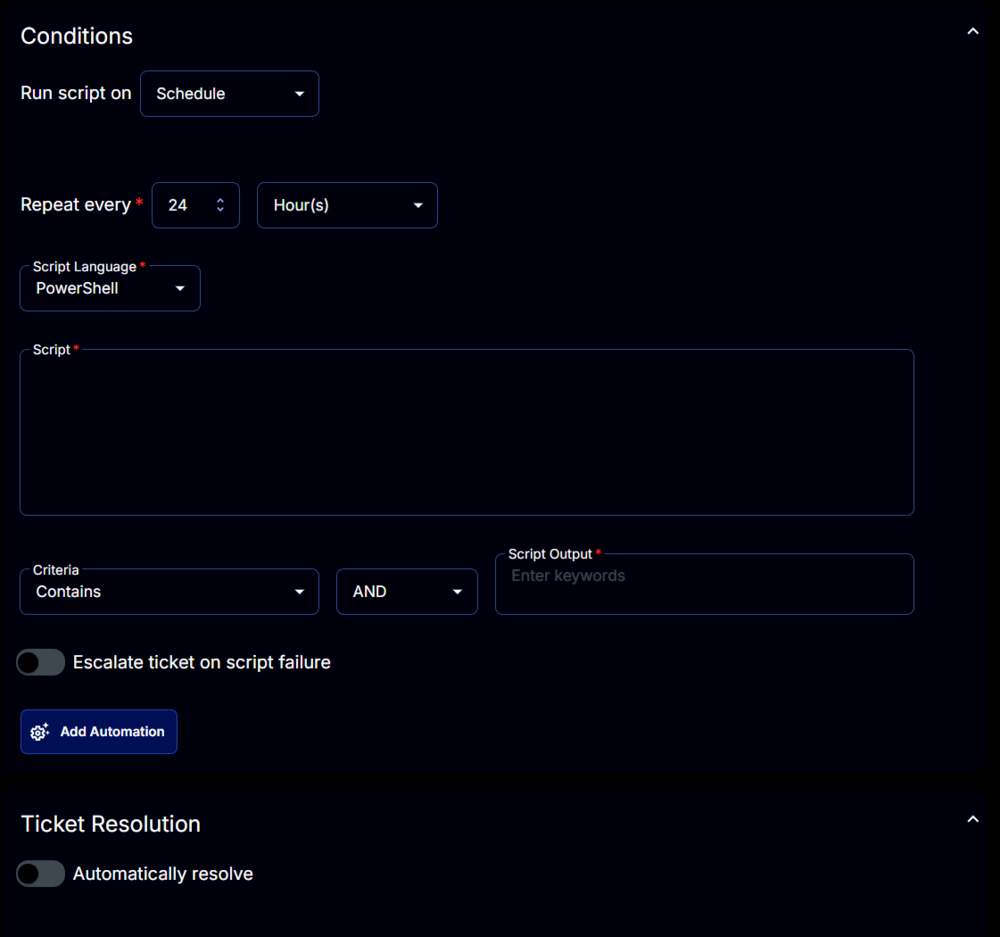 Conditions
Run script on Schedule
Repeat every * 24 Hour(s)
Script Language *
PowerShell
Script *
Script Output *
Criteria
Enter keywords
Contains AND
Escalate ticket on script failure
Add Automation
Ticket Resolution
Automatically resolve